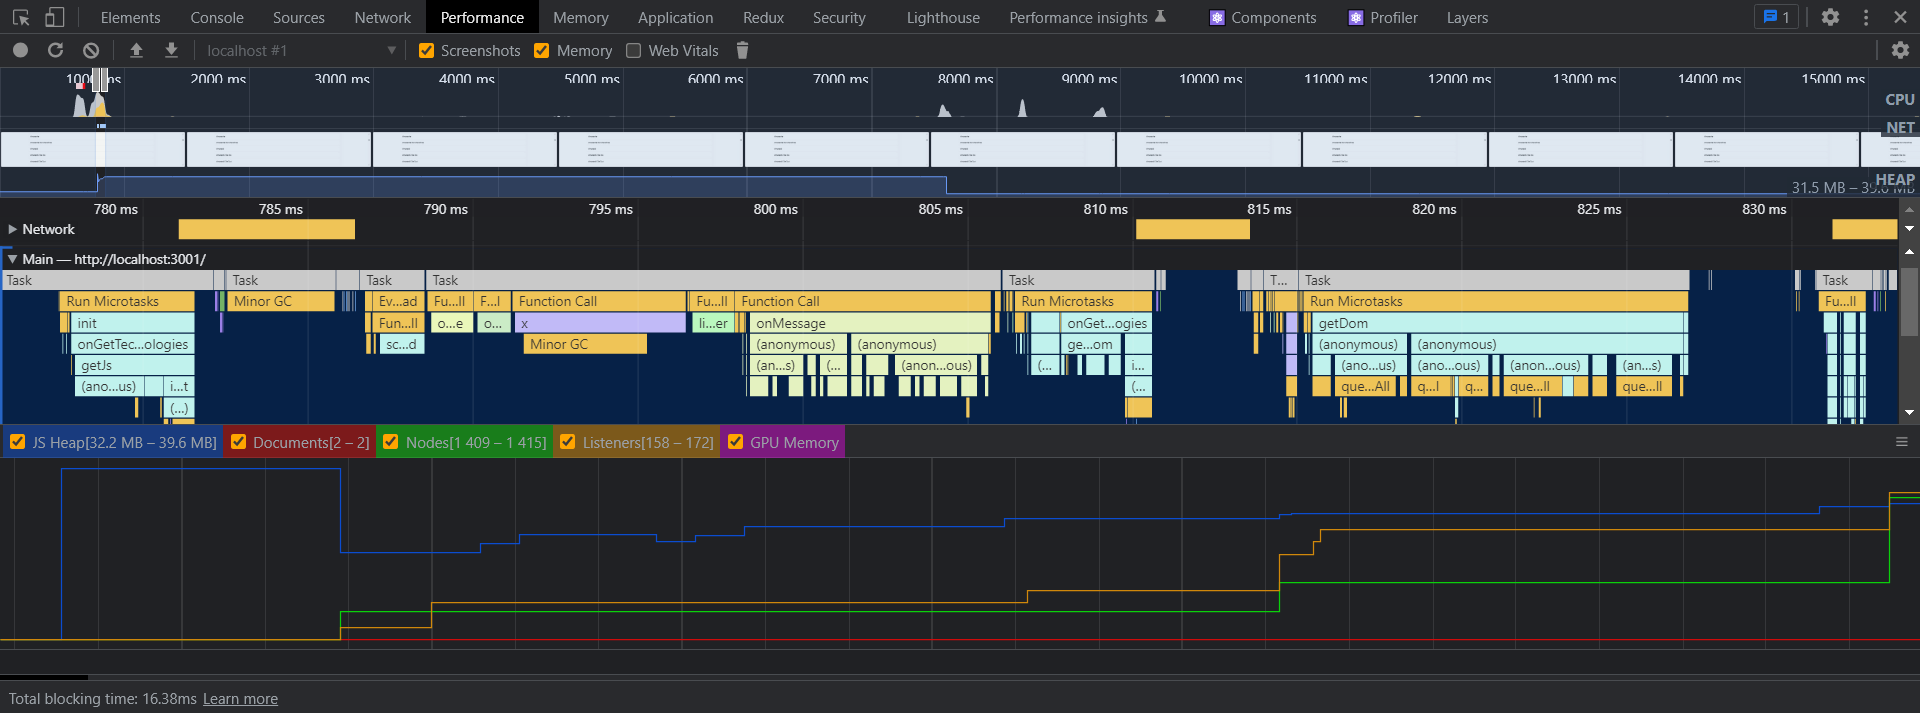 Elements Console Sources Network Performance Memory Application Redux Security Lighthouse Performance insights Components Profiler Layers 1
localhost #1 Screenshots Memory Web Vitals
1000 ms 2000 ms 3000 ms 4000 ms 5000 ms 6000 ms 7000 ms 8000 ms 9000 ms 10000 ms 11000 ms 12000 ms 13000 ms 14000 ms 15000 ms
CPU
NET
HEAP
31.5 MB – 39.6 MB
780 ms 785 ms 790 ms 795 ms 800 ms 805 ms 810 ms 815 ms 820 ms 825 ms 830 ms
Network
Main — http://localhost:3001/
Task Task Task Task Task T... Task Task
Run Microtasks Minor GC Ev...ad Fu...ll F...l Function Call Fu...ll Function Call Run Microtasks Run Microtasks Fu...ll
init Fun...ll o...e o... x li...er onMessage onGet...ogies getDom
onGetTec...ologies sc...d Minor GC (anonymous) (anonymous) ge...om (anonymous) (anonymous)
getJs (an...s) (... (anon...ous) (... i... (ano...us) (ano...ous) (anon...ous) (an...s)
(ano...us) i...t (... que...All q...l q... que...ll que...ll
(...)
JS Heap[32.2 MB – 39.6 MB] Documents[2 – 2] Nodes[1 409 – 1 415] Listeners[158 – 172] GPU Memory
Total blocking time: 16.38ms Learn more